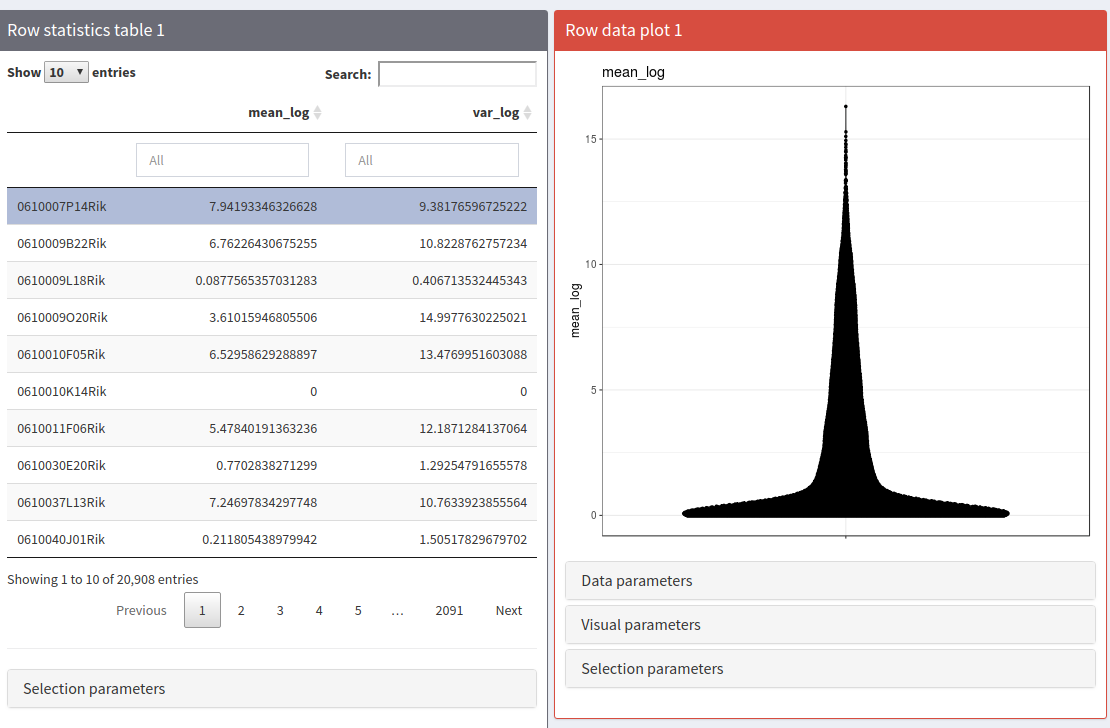 Row statistics table 1
Show 10 entries
Search:
mean_log var_log
All All
0610007P14Rik 7.94193346326628 9.38176596725222
0610009B22Rik 6.76226430675255 10.8228762757234
0610009L18Rik 0.0877565357031283 0.406713532445343
0610009O20Rik 3.61015946805506 14.9977630225021
0610010F05Rik 6.52958629288897 13.4769951603088
0610010K14Rik 0 0
0610011F06Rik 5.47840191363236 12.1871284137064
0610030E20Rik 0.7702838271299 1.29254791655578
0610037L13Rik 7.24697834297748 10.7633923855564
0610040J01Rik 0.211805438979942 1.50517829679702
Showing 1 to 10 of 20,908 entries
Previous 1 2 3 4 5 … 2091 Next
Selection parameters
Row data plot 1
mean_log
15
10
5
0
mean_log
Data parameters
Visual parameters
Selection parameters